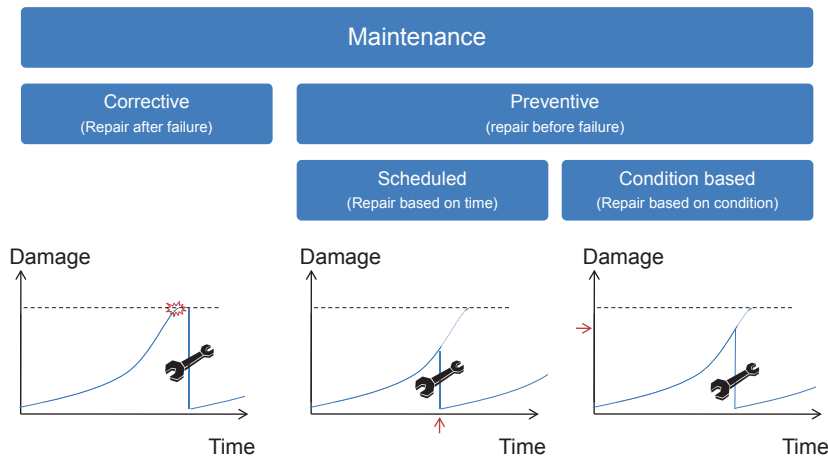 Maintenance
Corrective
(Repair after failure)
Preventive
(repair before failure)
Scheduled
(Repair based on time)
Condition based
(Repair based on condition)
Damage
Damage
Damage
Time
Time
Time